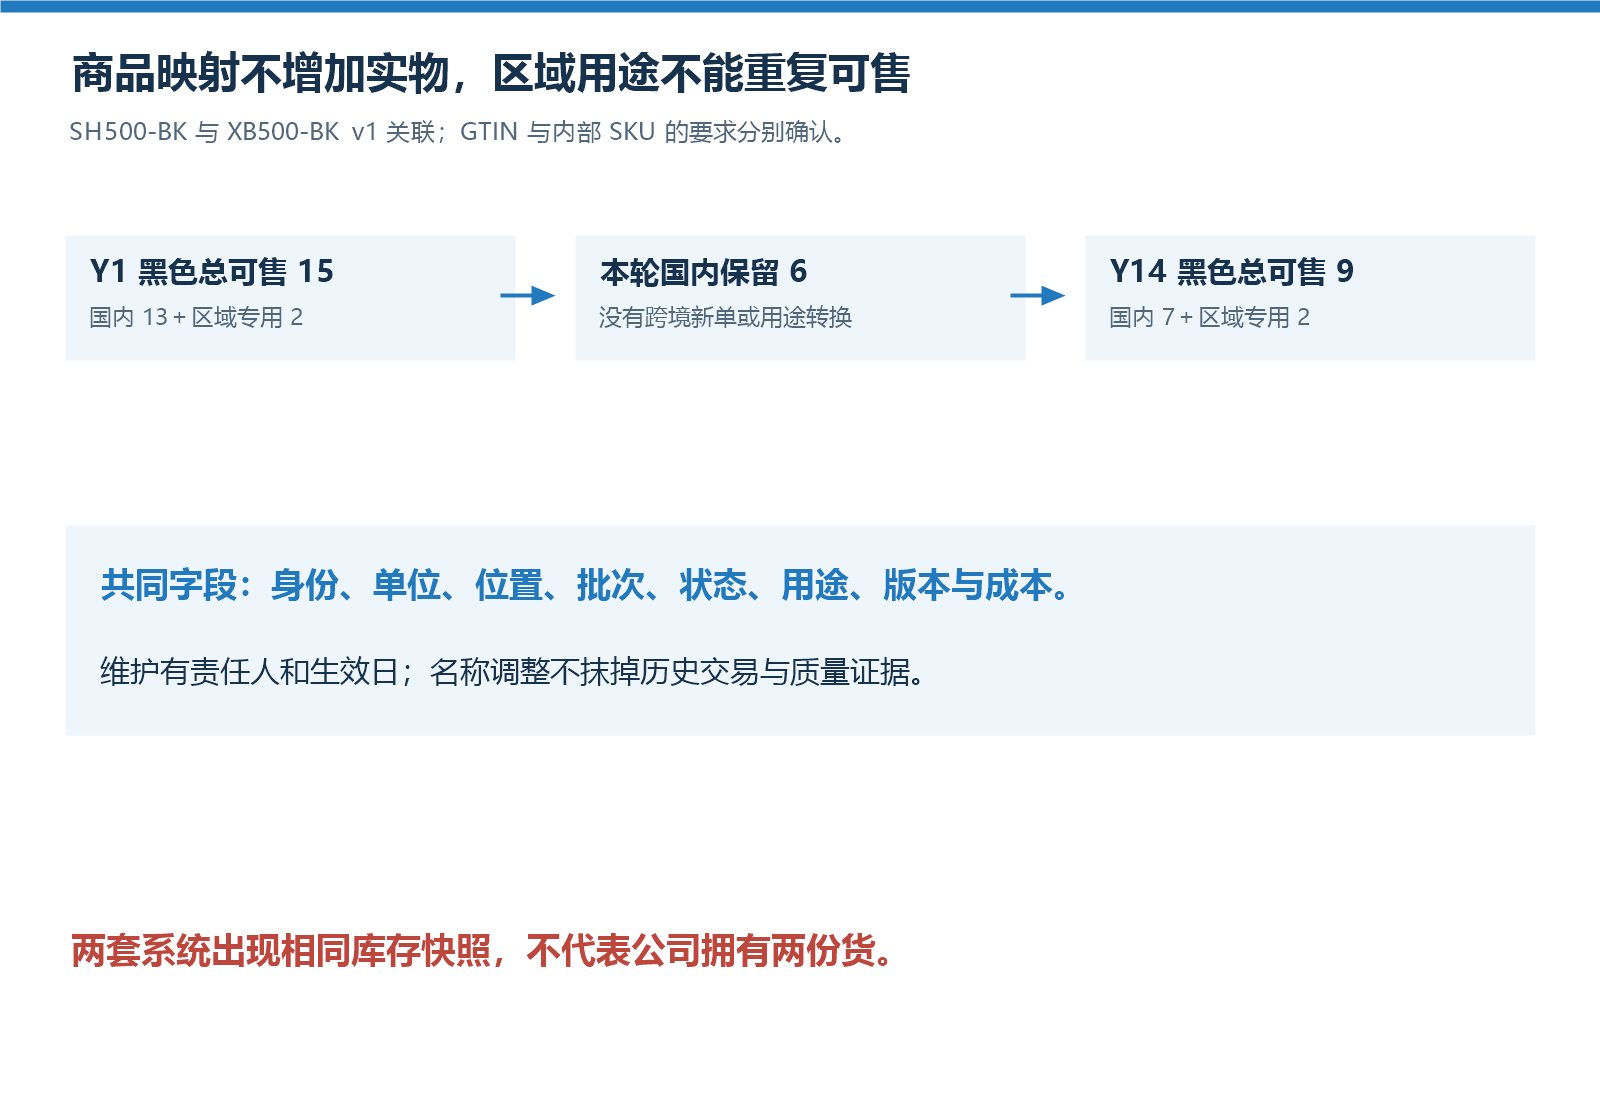 商品映射不增加实物，区域用途不能重复可售
SH500-BK 与 XB500-BK v1 关联；GTIN 与内部 SKU 的要求分别确认。
Y1 黑色总可售 15
国内 13 + 区域专用 2
本轮国内保留 6
没有跨境新单或用途转换
Y14 黑色总可售 9
国内 7 + 区域专用 2
共同字段：身份、单位、位置、批次、状态、用途、版本与成本。
维护有责任人和生效日；名称调整不抹掉历史交易与质量证据。
两套系统出现相同库存快照，不代表公司拥有两份货。